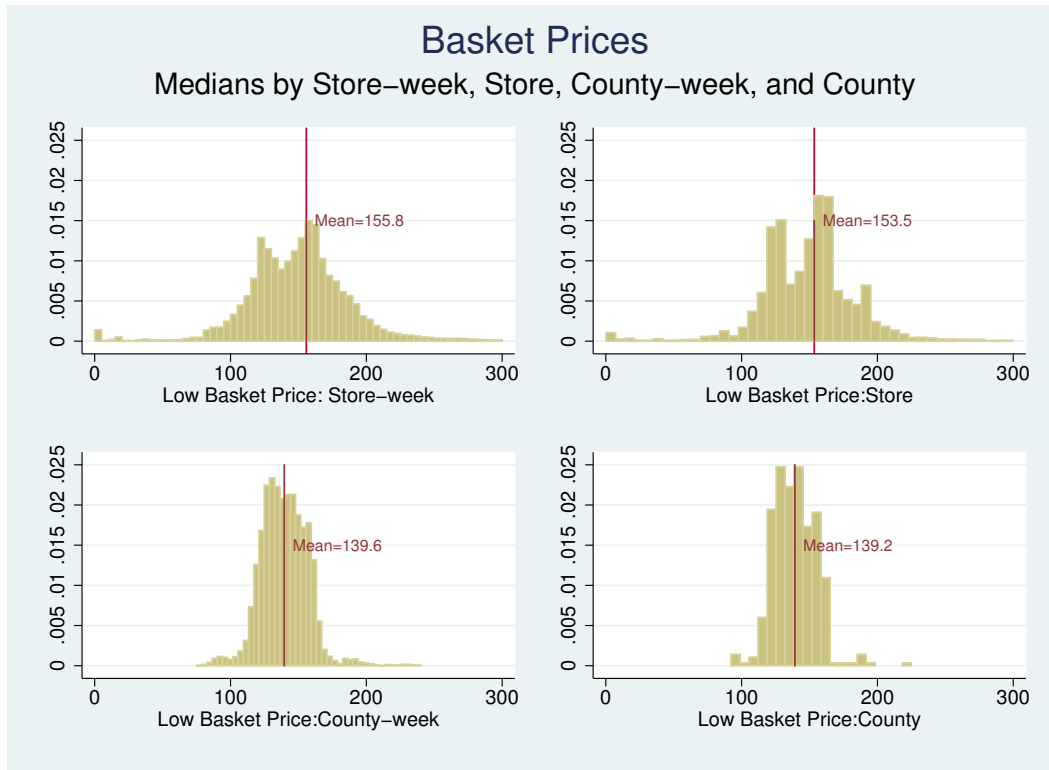 Basket Prices
Medians by Store−week, Store, County−week, and County
0 .005 .01 .015 .02 .025
Mean=155.8
0 100 200 300
Low Basket Price: Store−week
0 .005 .01 .015 .02 .025
Mean=153.5
0 100 200 300
Low Basket Price:Store
0 .005 .01 .015 .02 .025
Mean=139.6
0 100 200 300
Low Basket Price:County−week
0 .005 .01 .015 .02 .025
Mean=139.2
0 100 200 300
Low Basket Price:County